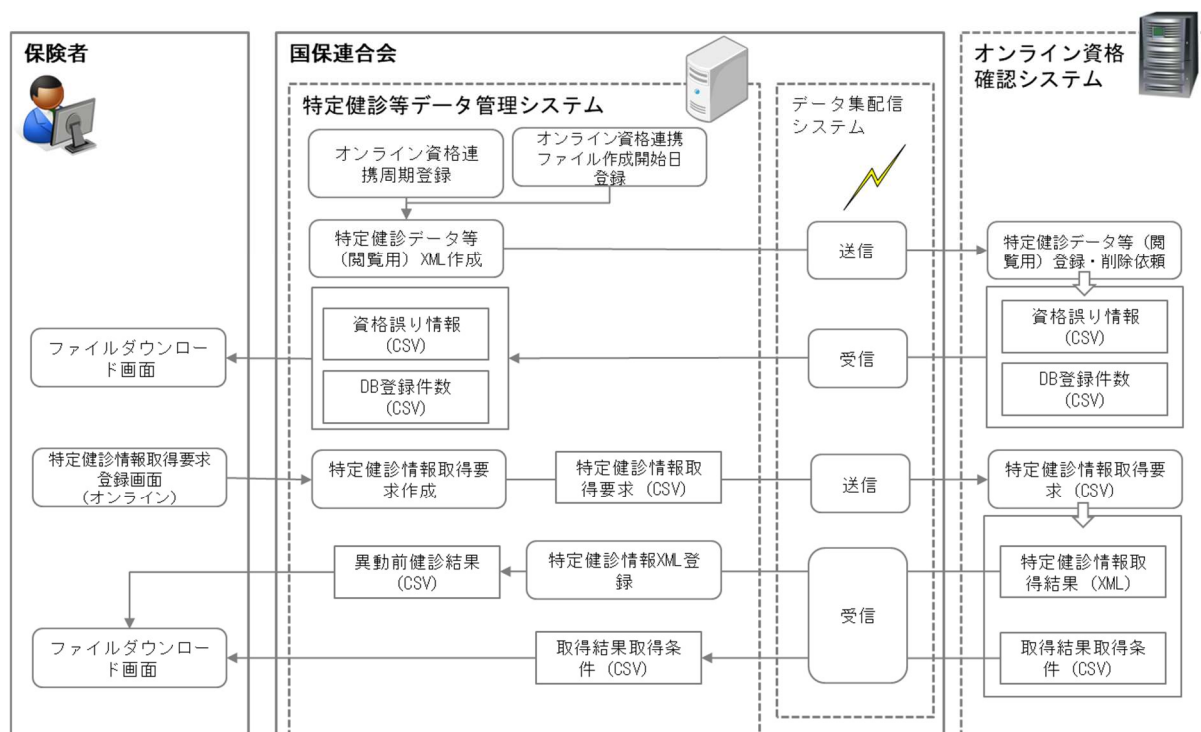 保険者
国保連合会
オンライン資格
確認システム
特定健診等データ管理システム
データ集配信
システム
オンライン資格連
携周期登録
オンライン資格連携
ファイル作成開始日
登録
特定健診データ等
（閲覧用）XML作成
送信
特定健診データ等（閲
覧用）登録・削除依頼
ファイルダウンロー
ド画面
資格誤り情報
(CSV)
DB登録件数
(CSV)
受信
資格誤り情報
(CSV)
DB登録件数
(CSV)
特定健診情報取得要求
登録画面
(オンライン)
特定健診情報取得要
求作成
特定健診情報取
得要求 (CSV)
送信
特定健診情報取得要
求 (CSV)
異動前健診結果
(CSV)
特定健診情報XML登
録
受信
特定健診情報取
得結果 (XML)
ファイルダウンロー
ド画面
取得結果取得条
件 (CSV)
取得結果取得条
件 (CSV)